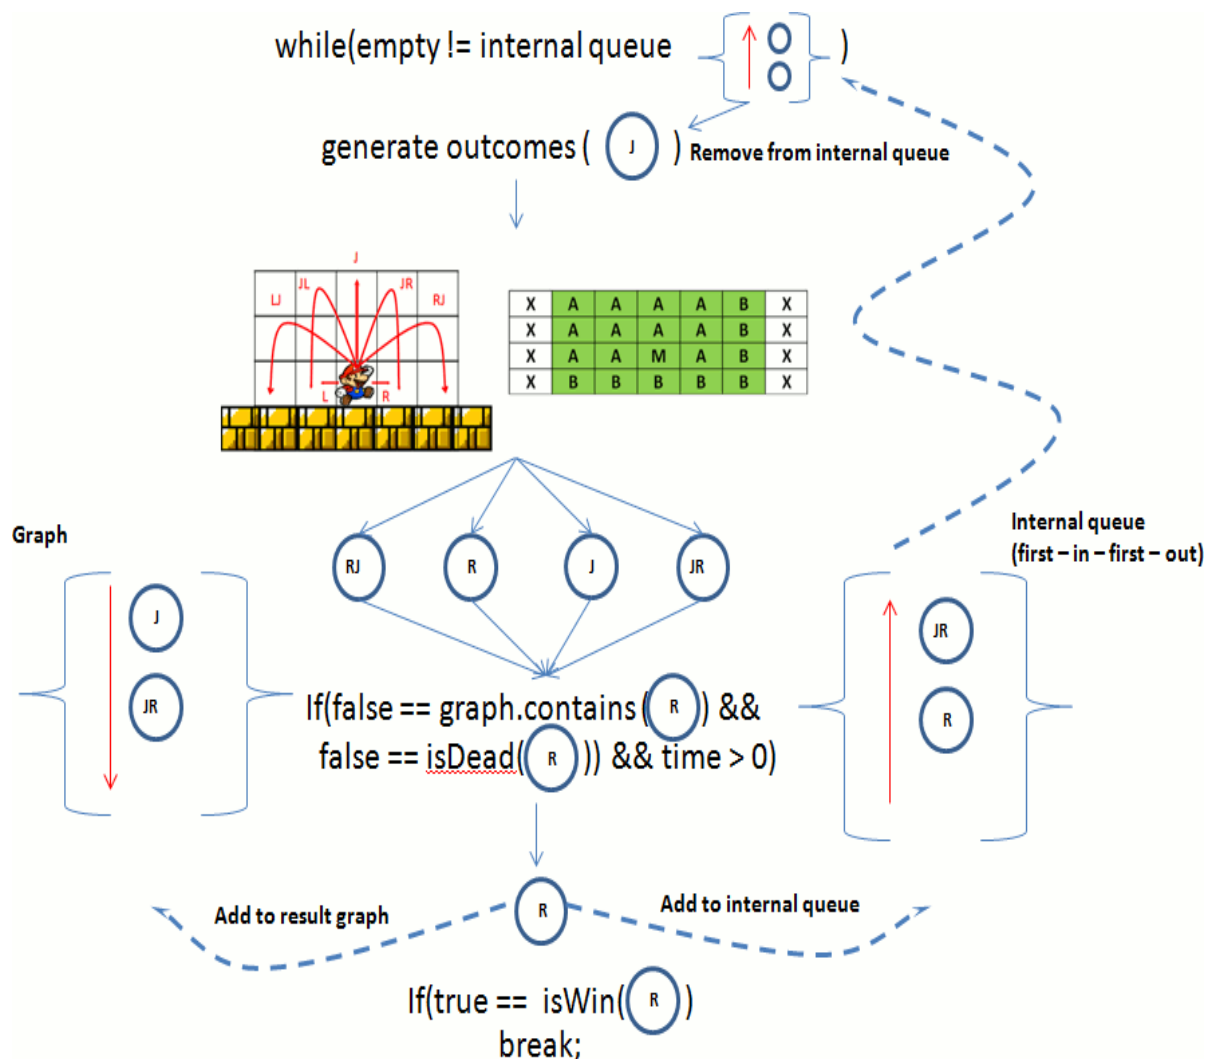 while(empty != internal queue )
generate outcomes ( J ) Remove from internal queue
J
JL JR
LJ RJ
L R
X A A A A B X
X A A A A B X
X A A M A B X
X B B B B B X
Graph
Internal queue
(first – in – first – out)
RJ R J JR
J
JR
JR
R
If(false == graph.contains( R ) &&
false == isDead( R )) && time > 0)
R
Add to result graph
Add to internal queue
If(true == isWin( R )
break;